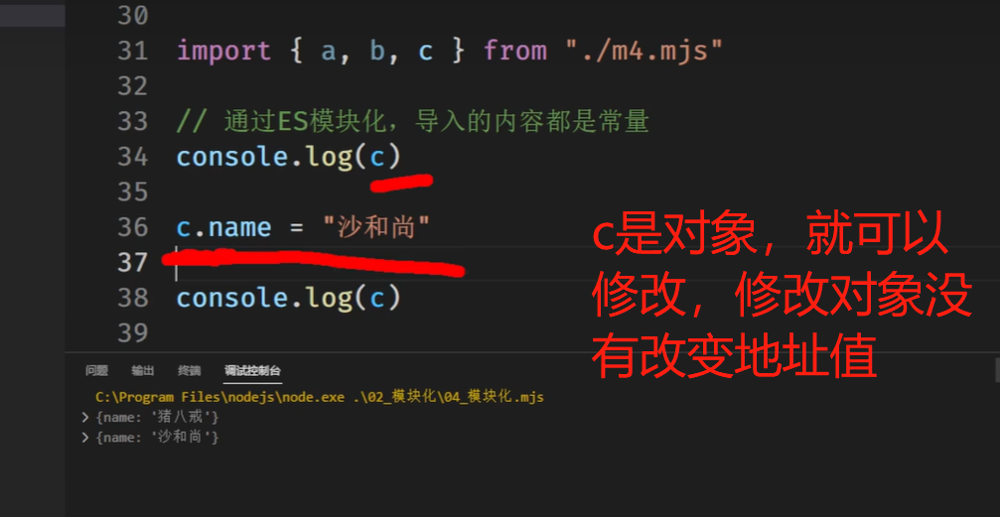 30
31 import { a, b, c } from "./m4.mjs"
32
33 // 通过ES模块化，导入的内容都是常量
34 console.log(c)
35
36 c.name = "沙和尚"
37
38 console.log(c)
39
c是对象，就可以
修改，修改对象没
有改变地址值
问题 输出 终端 调试控制台
C:\Program Files\nodejs\node.exe .\02_模块化\04_模块化.mjs
> {name: '猪八戒'}
> {name: '沙和尚'}